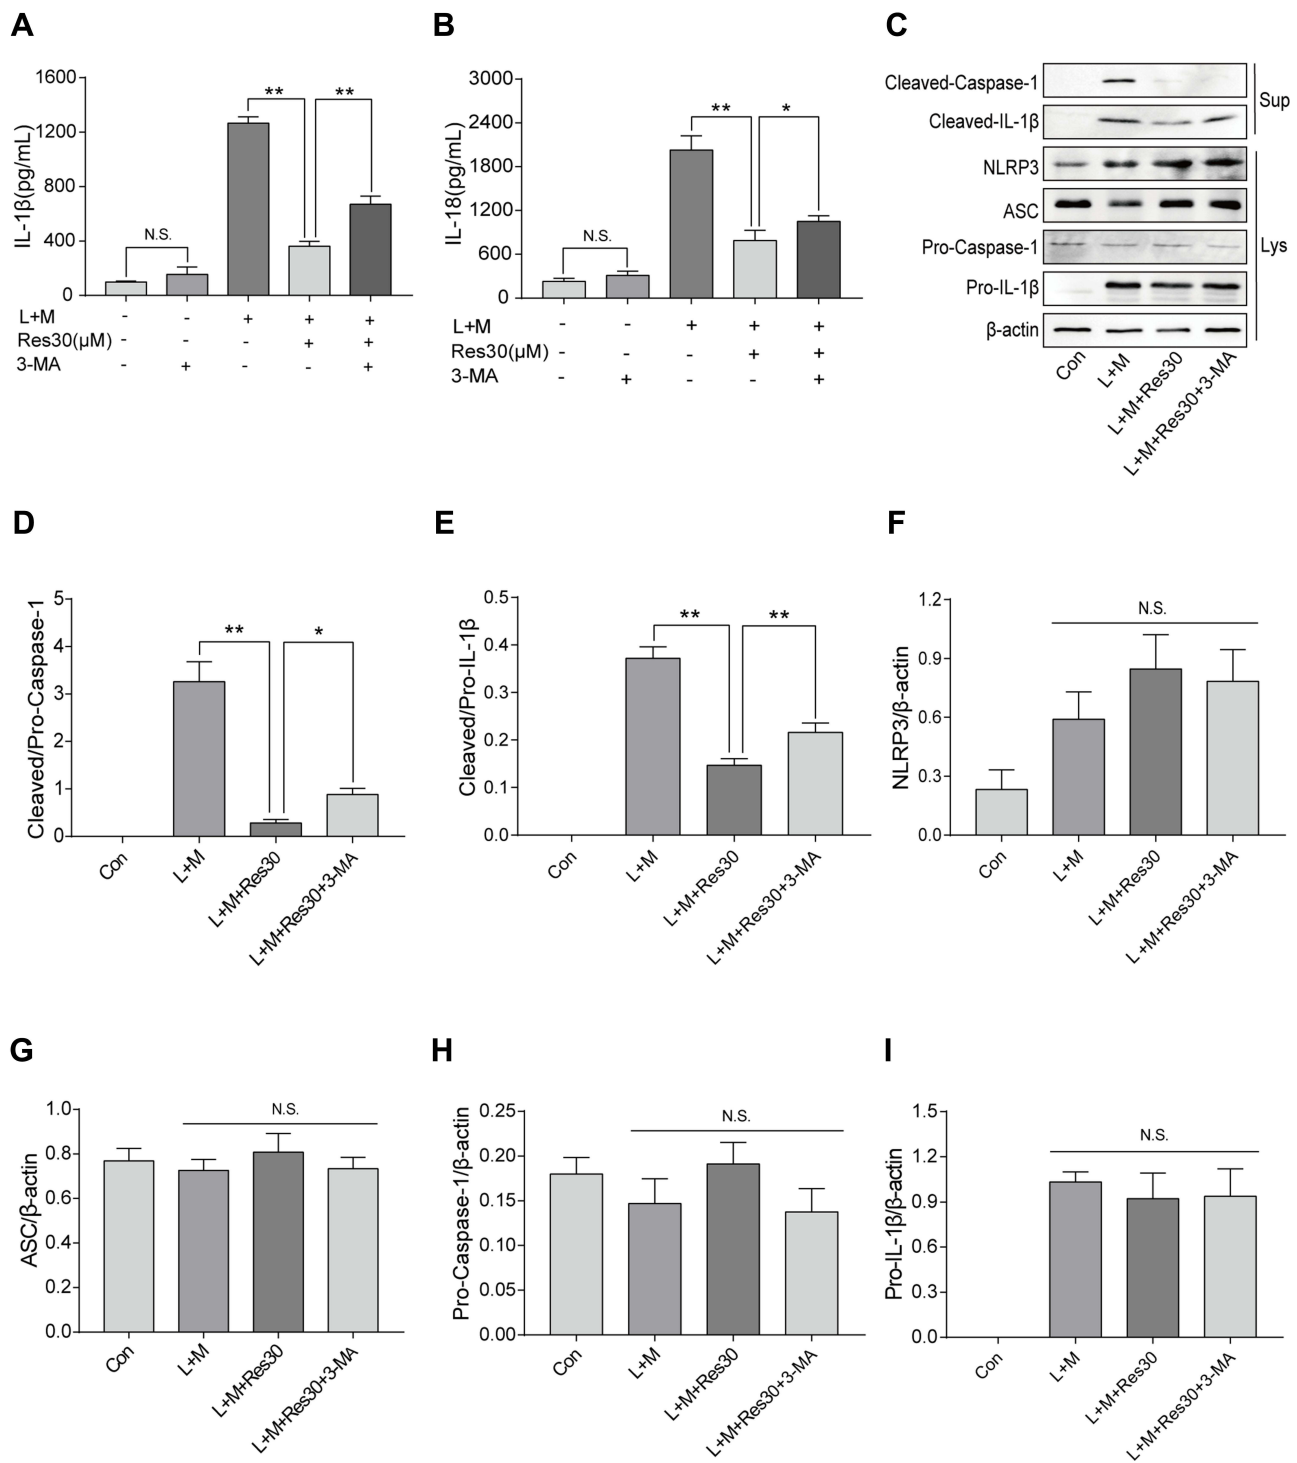 A
IL-1β(pg/mL)
1600
1200
800
400
0
N.S.
**
**
L+M - - + + +
Res30(μM) - - - + +
3-MA - + - - +
B
IL-18(pg/mL)
3000
2400
1800
1200
600
0
N.S.
**
*
L+M - - + + +
Res30(μM) - - - + +
3-MA - + - - +
C
Cleaved-Caspase-1
Cleaved-IL-1β
NLRP3
ASC
Pro-Caspase-1
Pro-IL-1β
β-actin
Sup
Lys
Con
L+M
L+M+Res30
L+M+Res30+3-MA
D
Cleaved/Pro-Caspase-1
5
4
3
2
1
0
**
*
Con
L+M
L+M+Res30
L+M+Res30+3-MA
E
Cleaved/Pro-IL-1β
0.5
0.4
0.3
0.2
0.1
0.0
**
**
Con
L+M
L+M+Res30
L+M+Res30+3-MA
F
NLRP3/β-actin
1.2
0.9
0.6
0.3
0.0
N.S.
Con
L+M
L+M+Res30
L+M+Res30+3-MA
G
ASC/β-actin
1.0
0.8
0.6
0.4
0.2
0.0
N.S.
Con
L+M
L+M+Res30
L+M+Res30+3-MA
H
Pro-Caspase-1/β-actin
0.25
0.20
0.15
0.10
0.05
0.00
N.S.
Con
L+M
L+M+Res30
L+M+Res30+3-MA
I
Pro-IL-1β/β-actin
1.5
1.2
0.9
0.6
0.3
0.0
N.S.
Con
L+M
L+M+Res30
L+M+Res30+3-MA